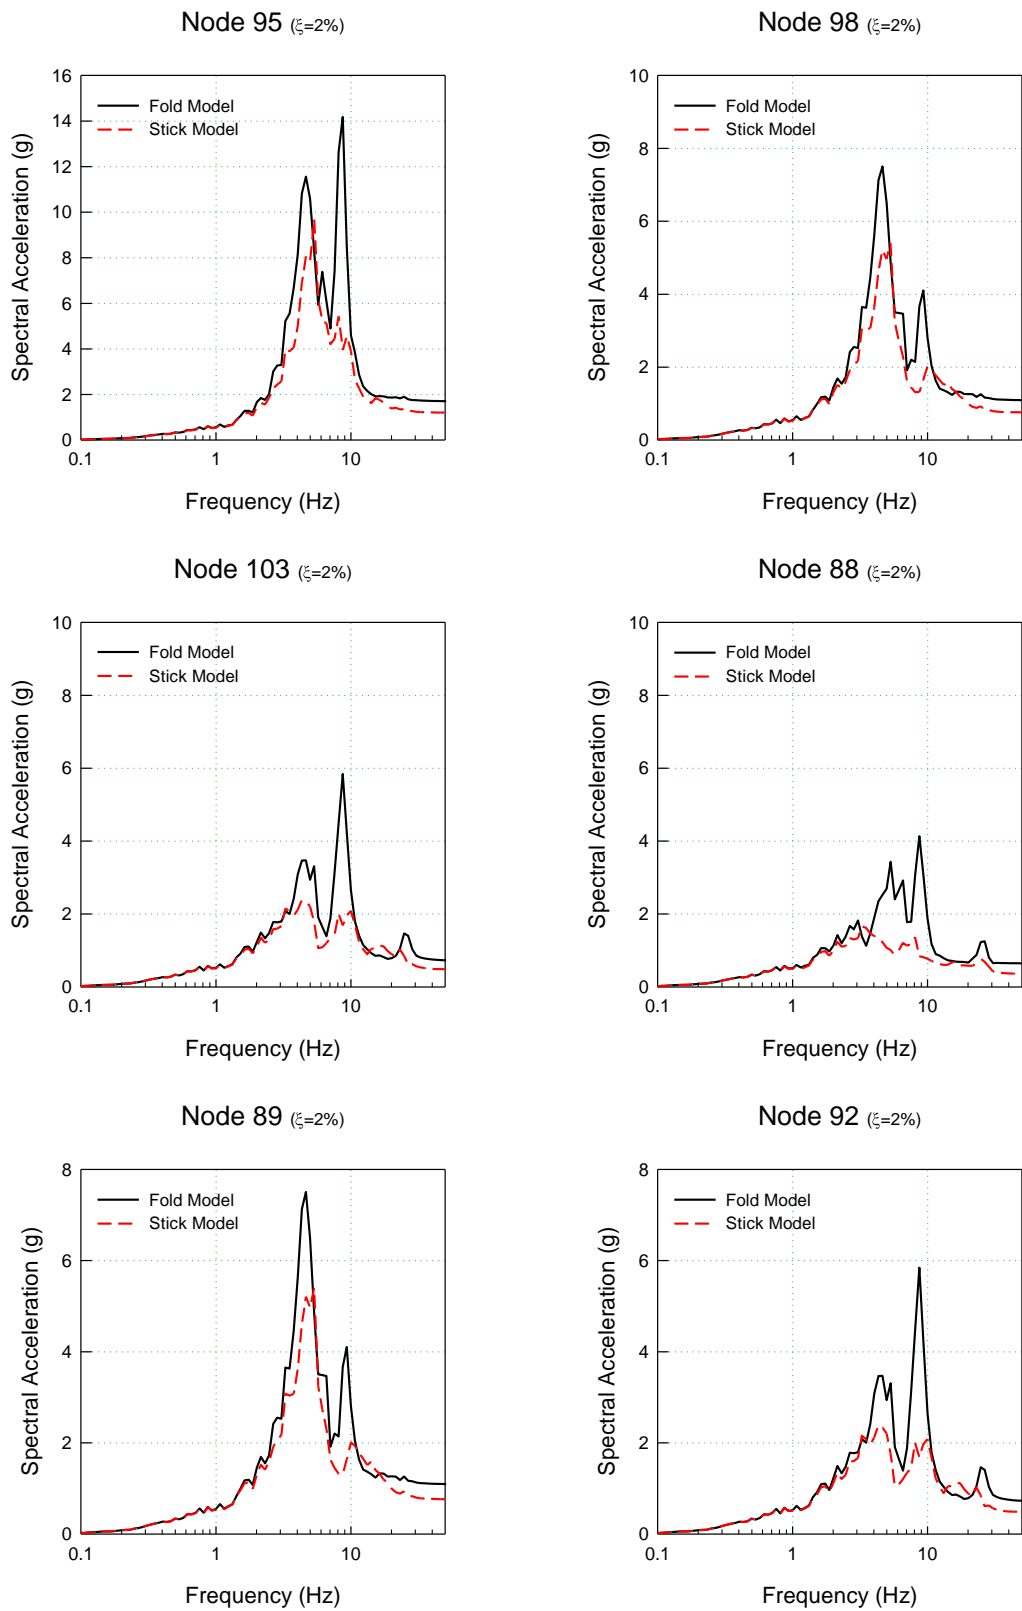 Node 95 (ξ=2%)
Spectral Acceleration (g)
16
14
12
10
8
6
4
2
0
Fold Model
Stick Model
0.1 1 10
Frequency (Hz)
Node 98 (ξ=2%)
Spectral Acceleration (g)
10
8
6
4
2
0
Fold Model
Stick Model
0.1 1 10
Frequency (Hz)
Node 103 (ξ=2%)
Spectral Acceleration (g)
10
8
6
4
2
0
Fold Model
Stick Model
0.1 1 10
Frequency (Hz)
Node 88 (ξ=2%)
Spectral Acceleration (g)
10
8
6
4
2
0
Fold Model
Stick Model
0.1 1 10
Frequency (Hz)
Node 89 (ξ=2%)
Spectral Acceleration (g)
8
6
4
2
0
Fold Model
Stick Model
0.1 1 10
Frequency (Hz)
Node 92 (ξ=2%)
Spectral Acceleration (g)
8
6
4
2
0
Fold Model
Stick Model
0.1 1 10
Frequency (Hz)